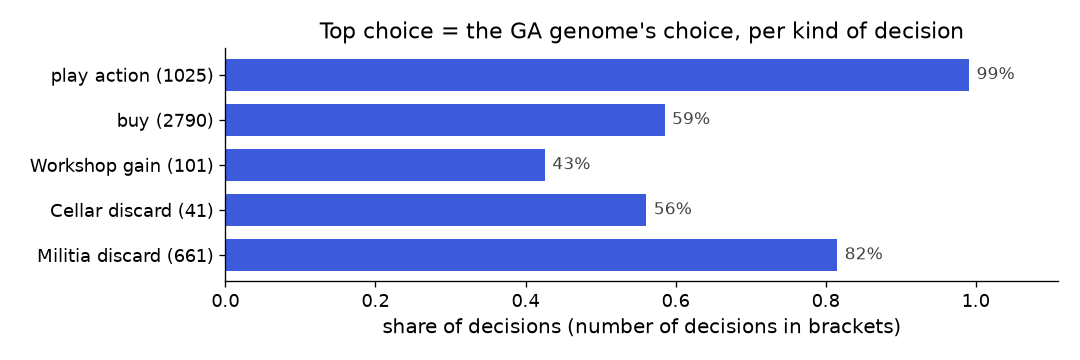 Top choice = the GA genome's choice, per kind of decision
play action (1025)
99%
buy (2790)
59%
Workshop gain (101)
43%
Cellar discard (41)
56%
Militia discard (661)
82%
0.0 0.2 0.4 0.6 0.8 1.0
share of decisions (number of decisions in brackets)